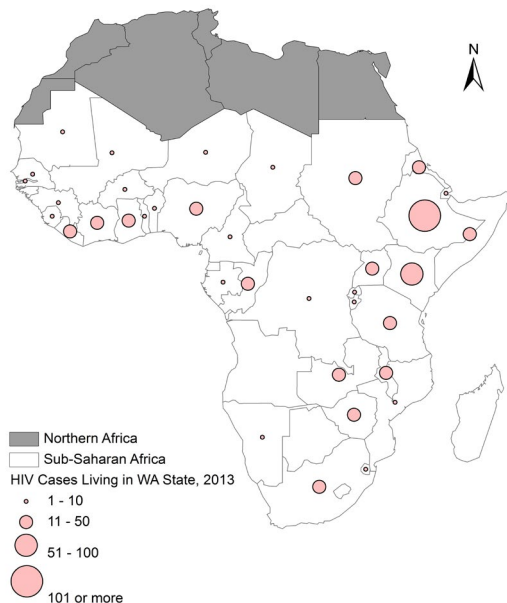 N
Northern Africa
Sub-Saharan Africa
HIV Cases Living in WA State, 2013
1 - 10
11 - 50
51 - 100
101 or more